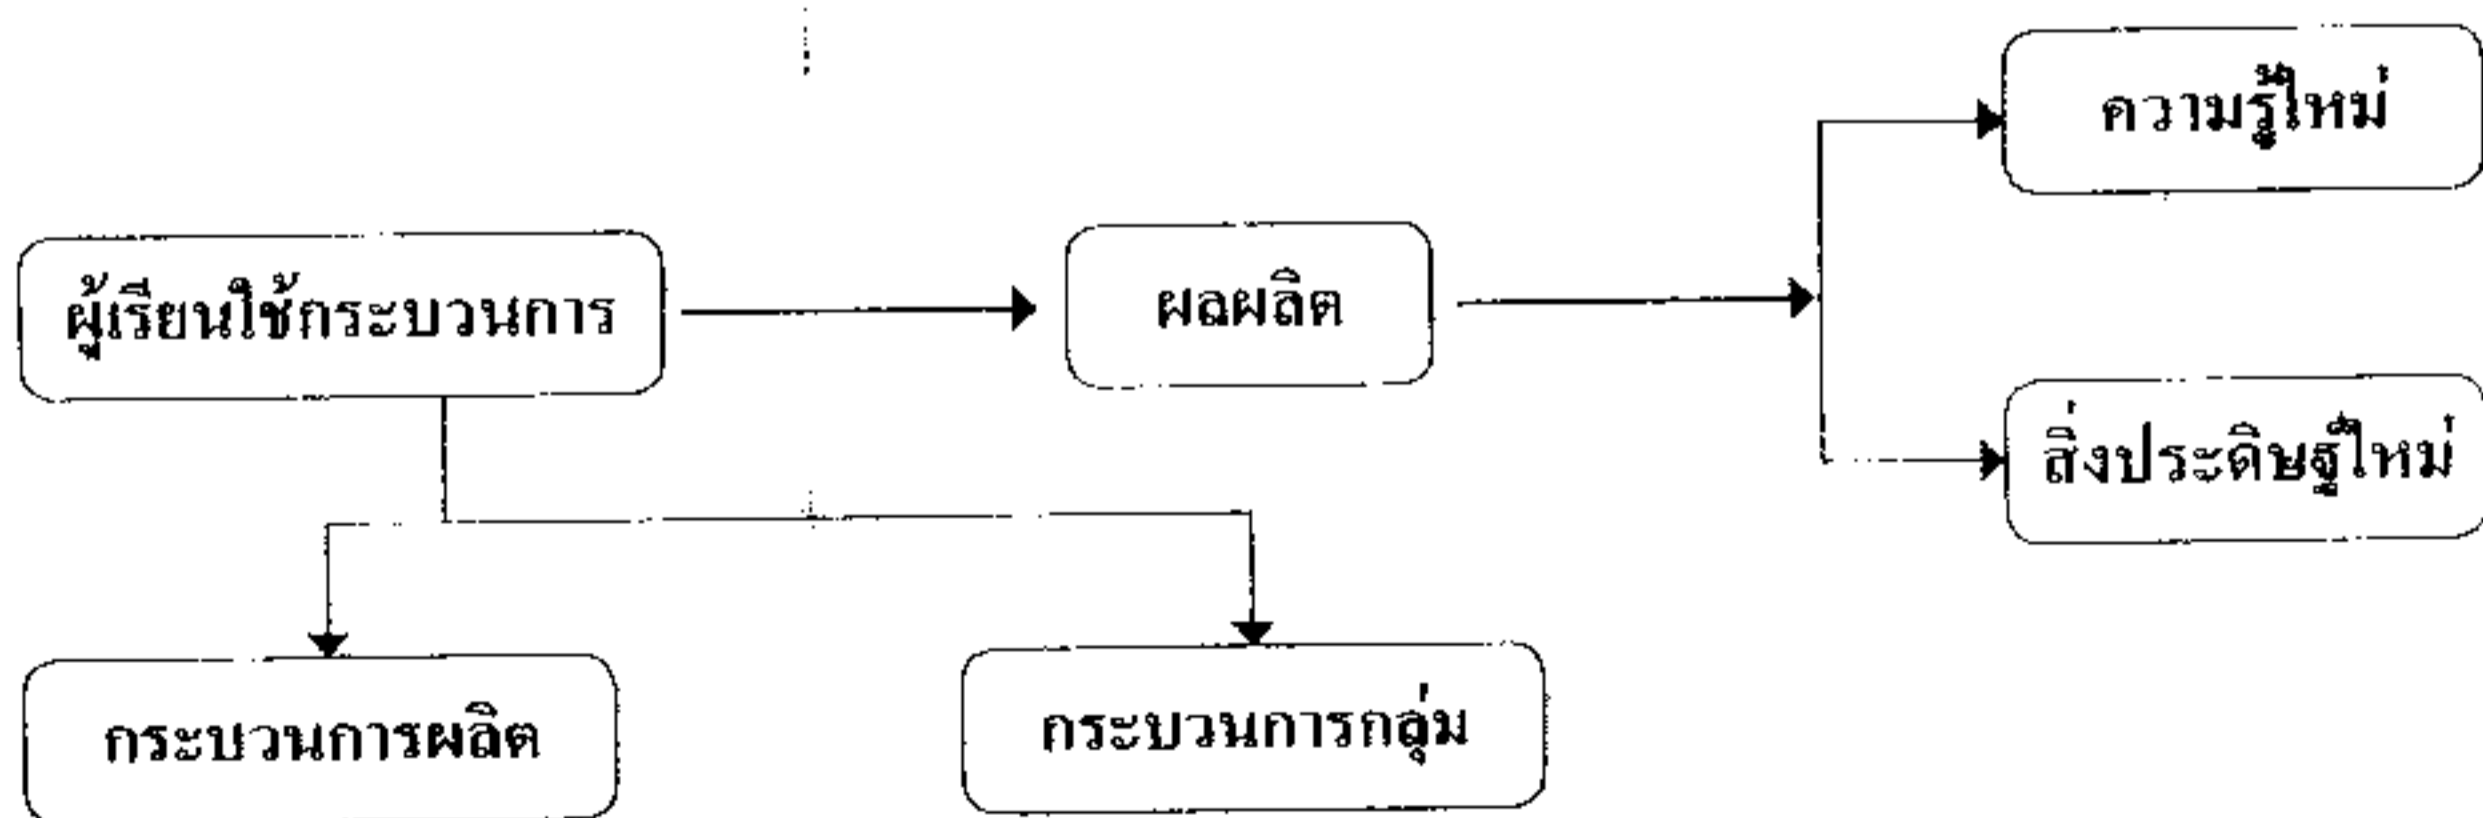 ความรู้ใหม่
ผู้เรียนใช้กระบวนการ
ผลผลิต
สิ่งประดิษฐ์ใหม่
กระบวนการผลิต
กระบวนการกลุ่ม